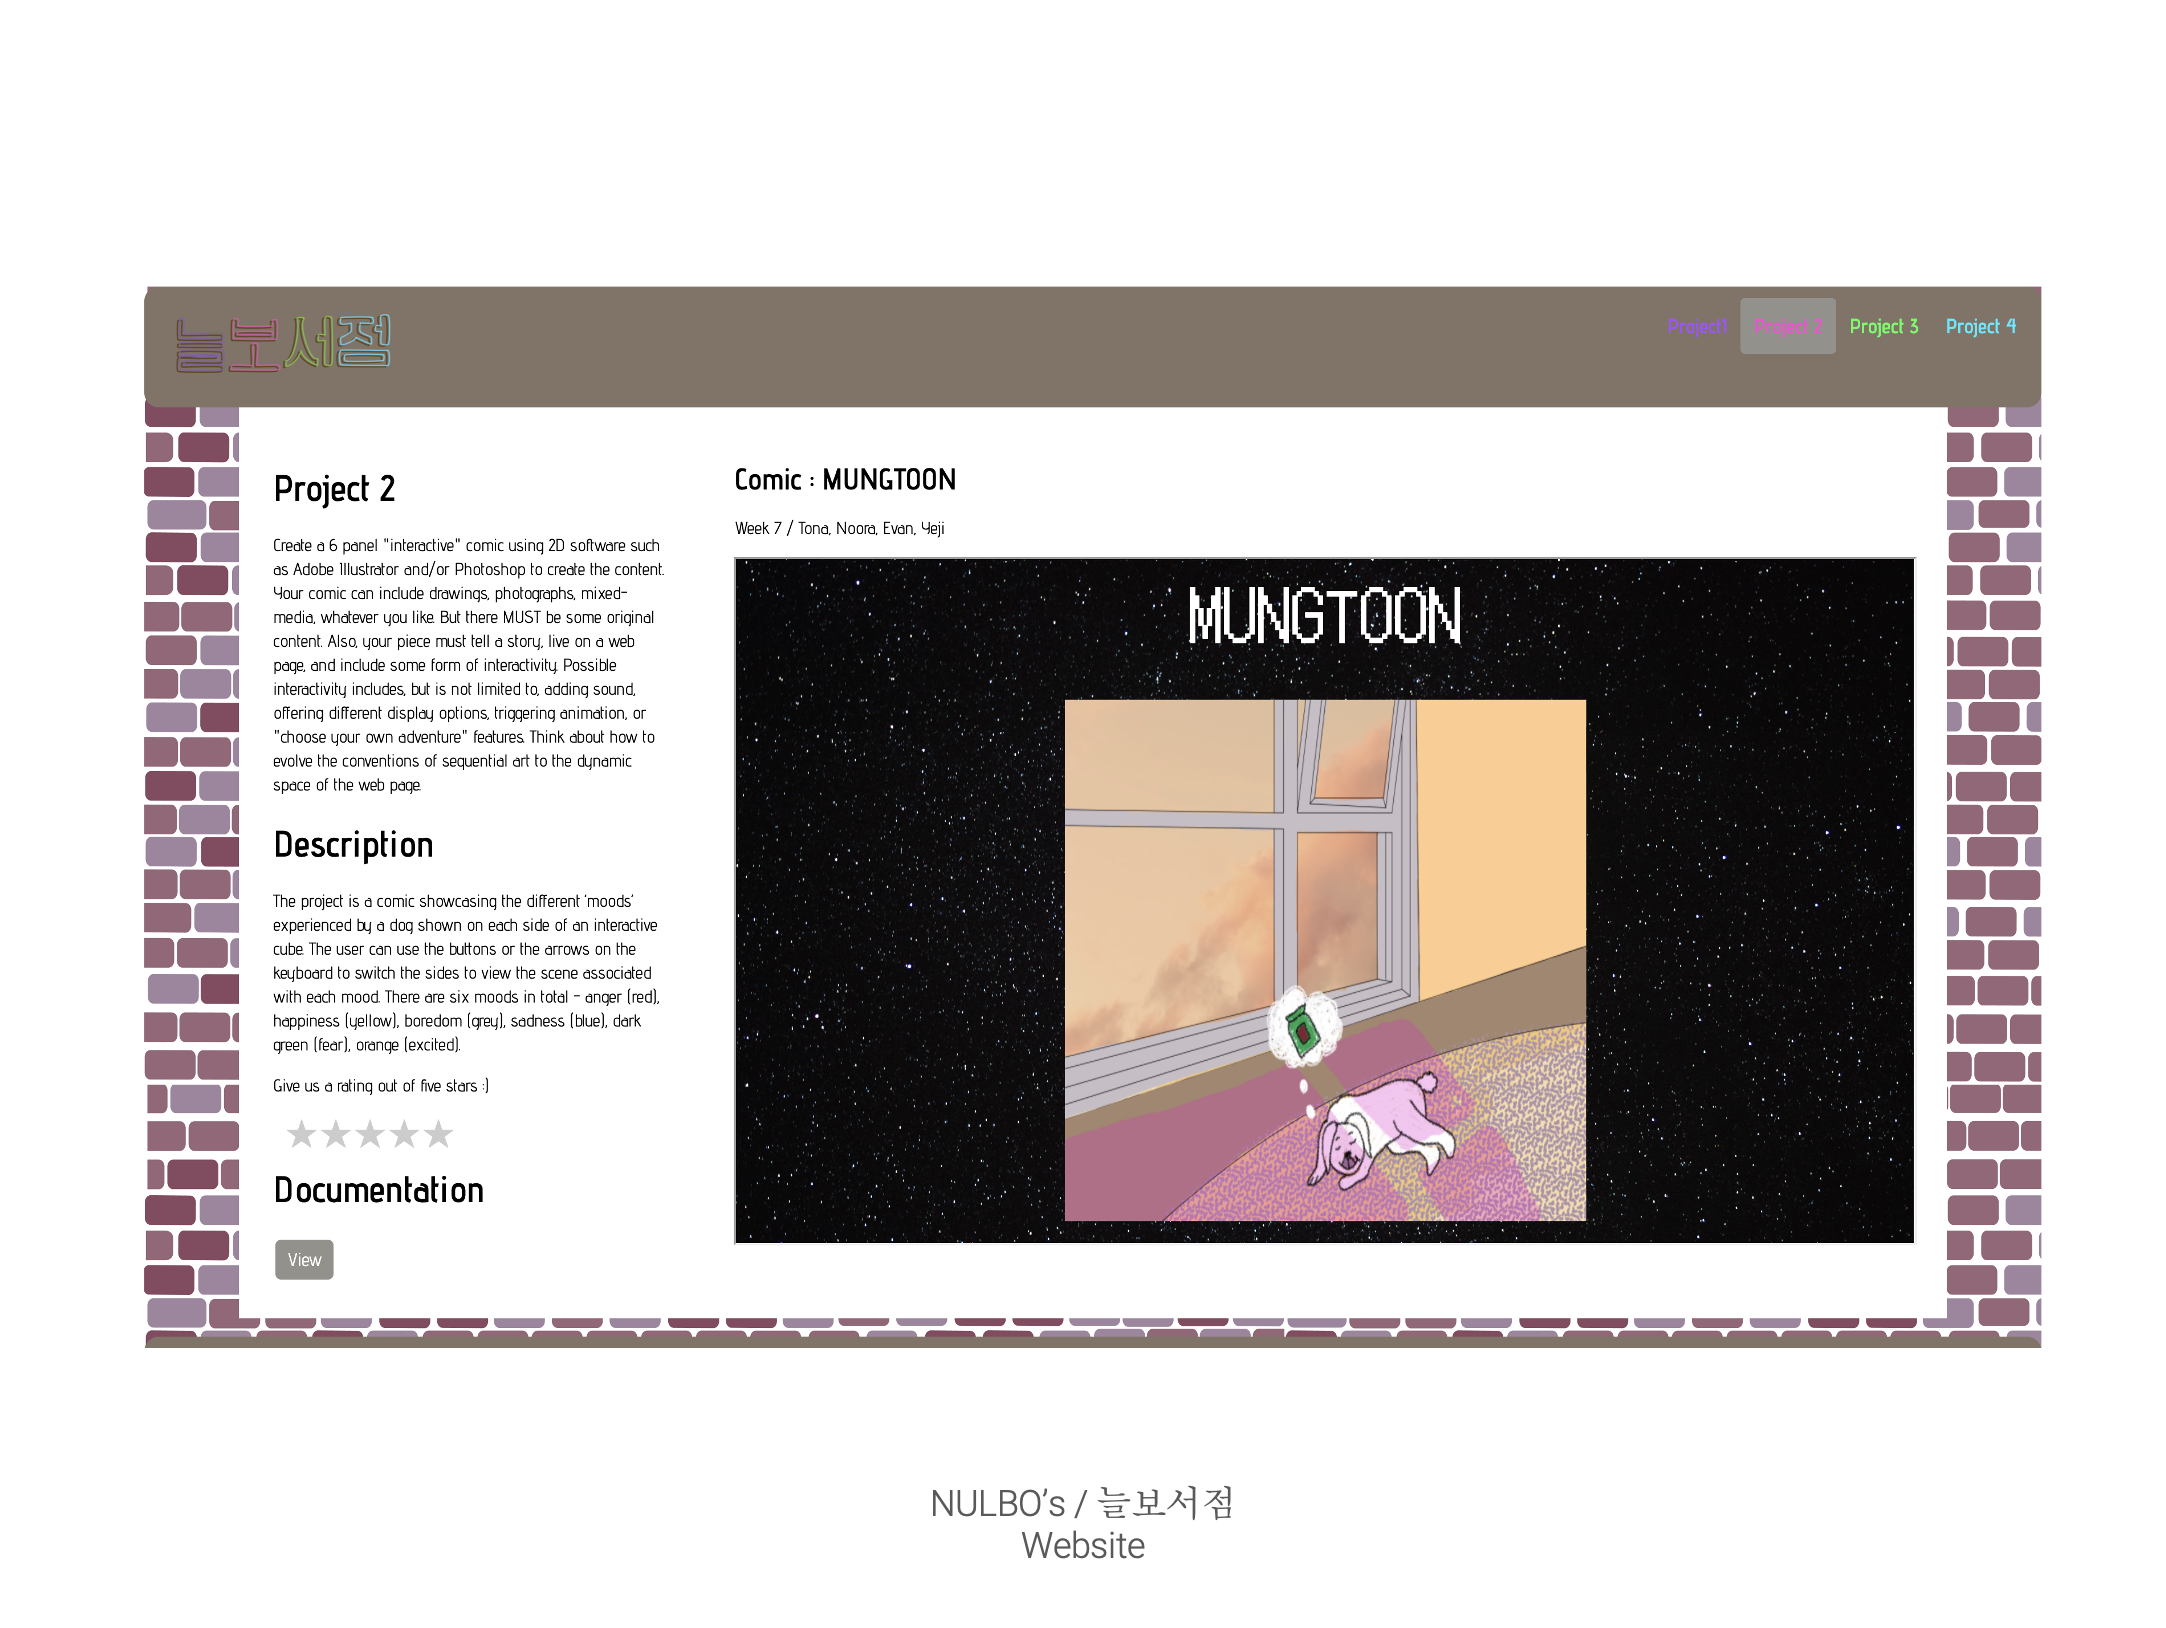 늘보서점
Project1 Project 2 Project 3 Project 4
Project 2
Create a 6 panel "interactive" comic using 2D software such
as Adobe Illustrator and/or Photoshop to create the content.
Your comic can include drawings, photographs, mixed-
media, whatever you like. But there MUST be some original
content. Also, your piece must tell a story, live on a web
page, and include some form of interactivity. Possible
interactivity includes, but is not limited to, adding sound,
offering different display options, triggering animation, or
"choose your own adventure" features. Think about how to
evolve the conventions of sequential art to the dynamic
space of the web page.
Description
The project is a comic showcasing the different 'moods'
experienced by a dog shown on each side of an interactive
cube. The user can use the buttons or the arrows on the
keyboard to switch the sides to view the scene associated
with each mood. There are six moods in total - anger (red),
happiness (yellow), boredom (grey), sadness (blue), dark
green (fear), orange (excited).
Give us a rating out of five stars :)
★★★★★
Documentation
View
Comic : MUNGTOON
Week 7 / Tona, Noora, Evan, Yeji
MUNGTOON
NULBO’s / 늘보서점
Website